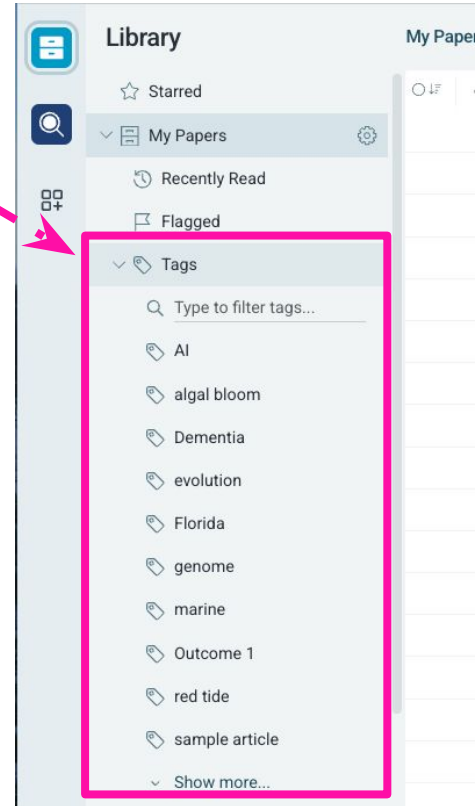 Library
My Paper
Starred
My Papers
Recently Read
Flagged
Tags
Type to filter tags...
AI
algal bloom
Dementia
evolution
Florida
genome
marine
Outcome 1
red tide
sample article
Show more...